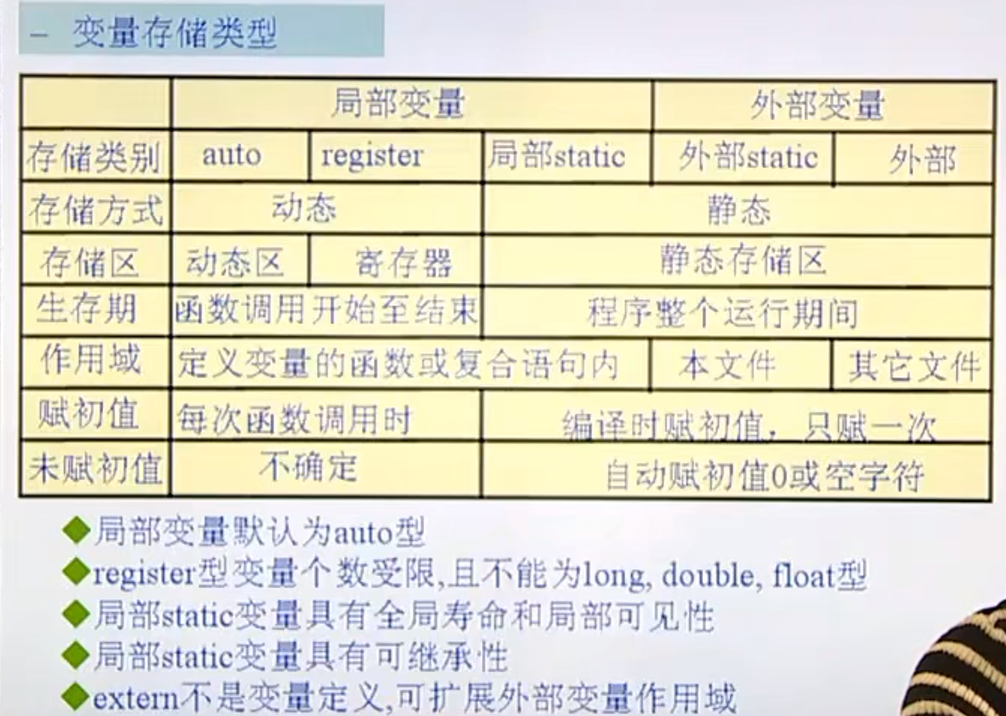 – 变量存储类型
局部变量 外部变量
存储类别 auto register 局部static 外部static 外部
存储方式 动态 静态
存储区 动态区 寄存器 静态存储区
生存期 函数调用开始至结束 程序整个运行期间
作用域 定义变量的函数或复合语句内 本文件 其它文件
赋初值 每次函数调用时 编译时赋初值，只赋一次
未赋初值 不确定 自动赋初值0或空字符
◆局部变量默认为auto型
◆register型变量个数受限,且不能为long, double, float型
◆局部static变量具有全局寿命和局部可见性
◆局部static变量具有可继承性
◆extern不是变量定义,可扩展外部变量作用域